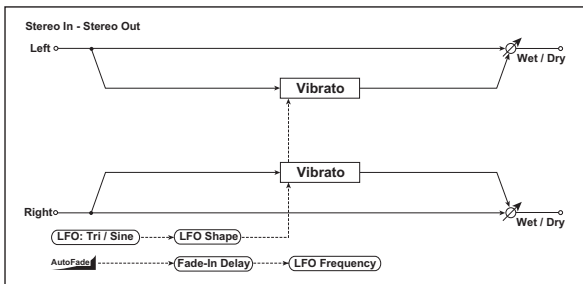 Stereo In - Stereo Out
Left
Wet / Dry
Vibrato
Vibrato
Right
Wet / Dry
LFO: Tri / Sine
LFO Shape
AutoFade
Fade-In Delay
LFO Frequency